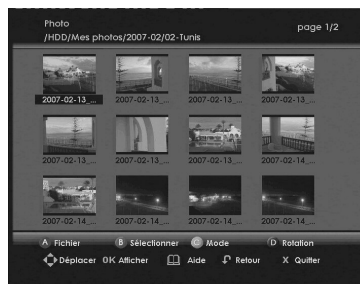 Photo
page 1/2
/HDD/Mes photos/2007-02/02-Tunis
2007-02-13_... 2007-02-13_... 2007-02-13_... 2007-02-13_...
2007-02-13_... 2007-02-13_... 2007-02-13_... 2007-02-14_...
2007-02-14_... 2007-02-14_... 2007-02-14_... 2007-02-14_...
A Fichier B Sélectionner C Mode D Rotation
Déplacer OK Afficher Aide Retour X Quitter